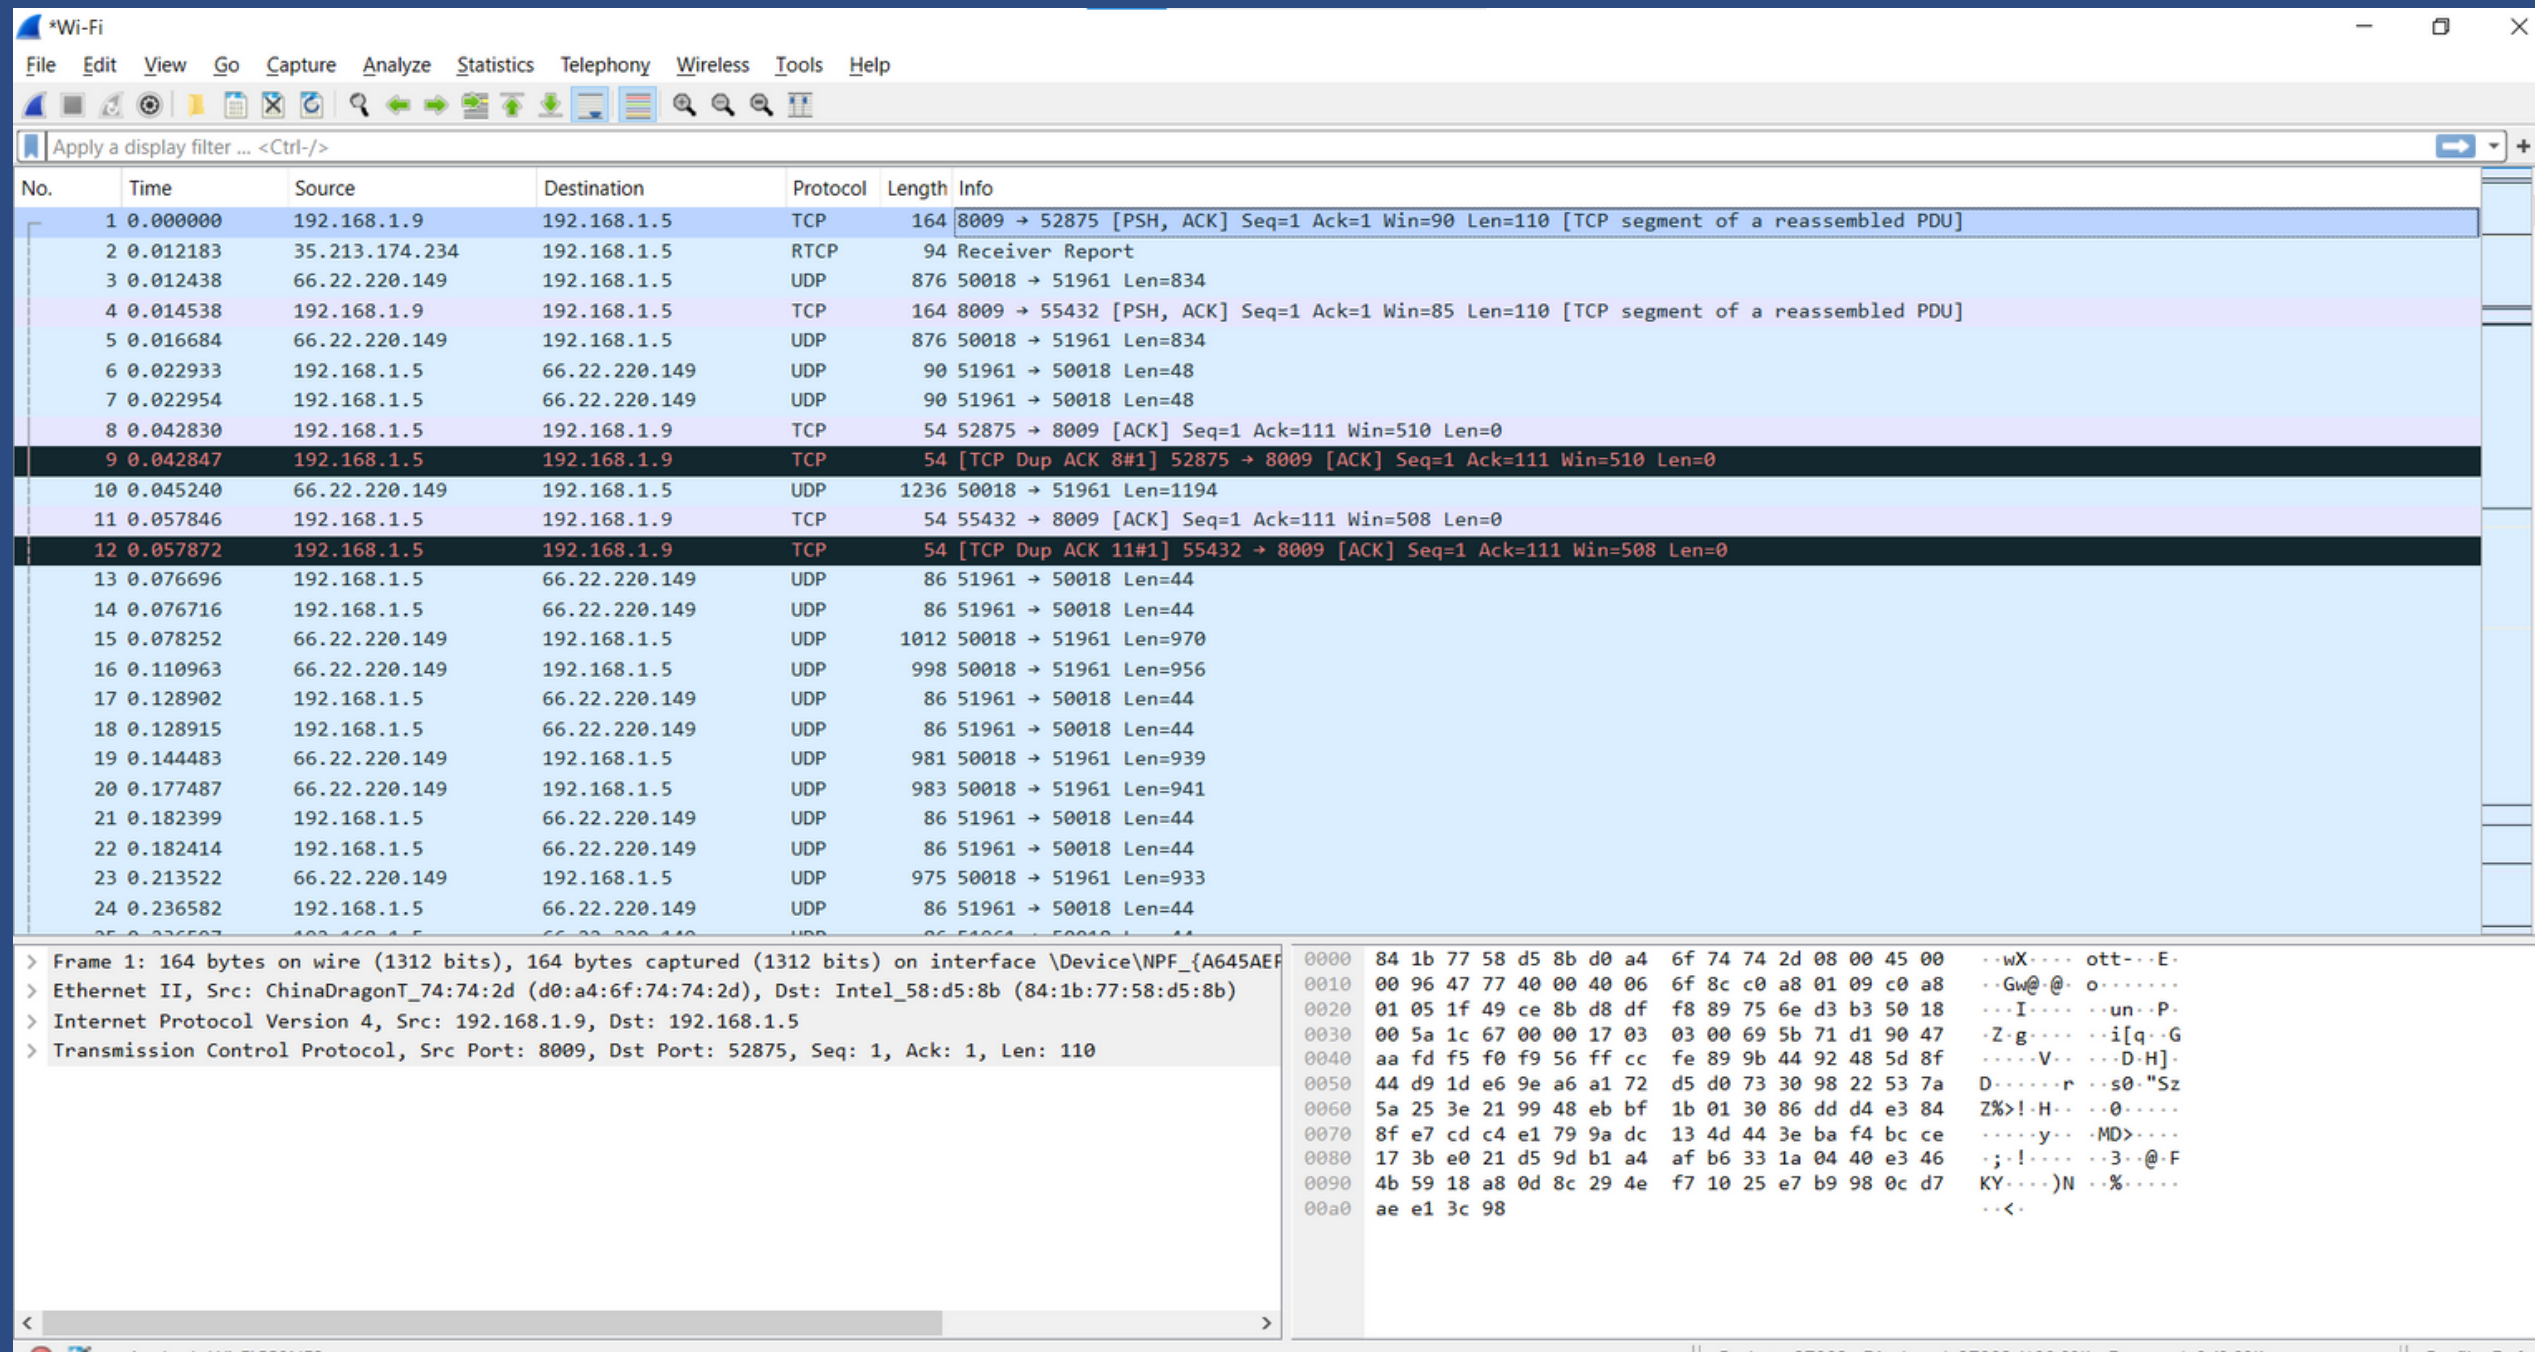 *Wi-Fi
File Edit View Go Capture Analyze Statistics Telephony Wireless Tools Help
Apply a display filter ... <Ctrl-/>
No. Time Source Destination Protocol Length Info
1 0.000000 192.168.1.9 192.168.1.5 TCP 164 8009 → 52875 [PSH, ACK] Seq=1 Ack=1 Win=90 Len=110 [TCP segment of a reassembled PDU]
2 0.012183 35.213.174.234 192.168.1.5 RTCP 94 Receiver Report
3 0.012438 66.22.220.149 192.168.1.5 UDP 876 50018 → 51961 Len=834
4 0.014538 192.168.1.9 192.168.1.5 TCP 164 8009 → 55432 [PSH, ACK] Seq=1 Ack=1 Win=85 Len=110 [TCP segment of a reassembled PDU]
5 0.016684 66.22.220.149 192.168.1.5 UDP 876 50018 → 51961 Len=834
6 0.022933 192.168.1.5 66.22.220.149 UDP 90 51961 → 50018 Len=48
7 0.022954 192.168.1.5 66.22.220.149 UDP 90 51961 → 50018 Len=48
8 0.042830 192.168.1.5 192.168.1.9 TCP 54 52875 → 8009 [ACK] Seq=1 Ack=111 Win=510 Len=0
9 0.042847 192.168.1.5 192.168.1.9 TCP 54 [TCP Dup ACK 8#1] 52875 → 8009 [ACK] Seq=1 Ack=111 Win=510 Len=0
10 0.045240 66.22.220.149 192.168.1.5 UDP 1236 50018 → 51961 Len=1194
11 0.057846 192.168.1.5 192.168.1.9 TCP 54 55432 → 8009 [ACK] Seq=1 Ack=111 Win=508 Len=0
12 0.057872 192.168.1.5 192.168.1.9 TCP 54 [TCP Dup ACK 11#1] 55432 → 8009 [ACK] Seq=1 Ack=111 Win=508 Len=0
13 0.076696 192.168.1.5 66.22.220.149 UDP 86 51961 → 50018 Len=44
14 0.076716 192.168.1.5 66.22.220.149 UDP 86 51961 → 50018 Len=44
15 0.078252 66.22.220.149 192.168.1.5 UDP 1012 50018 → 51961 Len=970
16 0.110963 66.22.220.149 192.168.1.5 UDP 998 50018 → 51961 Len=956
17 0.128902 192.168.1.5 66.22.220.149 UDP 86 51961 → 50018 Len=44
18 0.128915 192.168.1.5 66.22.220.149 UDP 86 51961 → 50018 Len=44
19 0.144483 66.22.220.149 192.168.1.5 UDP 981 50018 → 51961 Len=939
20 0.177487 66.22.220.149 192.168.1.5 UDP 983 50018 → 51961 Len=941
21 0.182399 192.168.1.5 66.22.220.149 UDP 86 51961 → 50018 Len=44
22 0.182414 192.168.1.5 66.22.220.149 UDP 86 51961 → 50018 Len=44
23 0.213522 66.22.220.149 192.168.1.5 UDP 975 50018 → 51961 Len=933
24 0.236582 192.168.1.5 66.22.220.149 UDP 86 51961 → 50018 Len=44
Frame 1: 164 bytes on wire (1312 bits), 164 bytes captured (1312 bits) on interface \Device\NPF_{A645AEF
Ethernet II, Src: ChinaDragonT_74:74:2d (d0:a4:6f:74:74:2d), Dst: Intel_58:d5:8b (84:1b:77:58:d5:8b)
Internet Protocol Version 4, Src: 192.168.1.9, Dst: 192.168.1.5
Transmission Control Protocol, Src Port: 8009, Dst Port: 52875, Seq: 1, Ack: 1, Len: 110
0000 84 1b 77 58 d5 8b d0 a4 6f 74 74 2d 08 00 45 00 ··wX···· ott-··E·
0010 00 96 47 77 40 00 40 06 6f 8c c0 a8 01 09 c0 a8 ··Gw@·@· o·······
0020 01 05 1f 49 ce 8b d8 df f8 89 75 6e d3 b3 50 18 ···I···· ··un··P·
0030 00 5a 1c 67 00 00 17 03 03 00 69 5b 71 d1 90 47 ·Z·g···· ··i[q··G
0040 aa fd f5 f0 f9 56 ff cc fe 89 9b 44 92 48 5d 8f ·····V·· ···D·H]·
0050 44 d9 1d e6 9e a6 a1 72 d5 d0 73 30 98 22 53 7a D······r ··s0·"Sz
0060 5a 25 3e 21 99 48 eb bf 1b 01 30 86 dd d4 e3 84 Z%>!·H·· ··0·····
0070 8f e7 cd c4 e1 79 9a dc 13 4d 44 3e ba f4 bc ce ·····y·· ·MD>····
0080 17 3b e0 21 d5 9d b1 a4 af b6 33 1a 04 40 e3 46 ·;·!···· ··3··@·F
0090 4b 59 18 a8 0d 8c 29 4e f7 10 25 e7 b9 98 0c d7 KY····)N ··%·····
00a0 ae e1 3c 98 ··<·